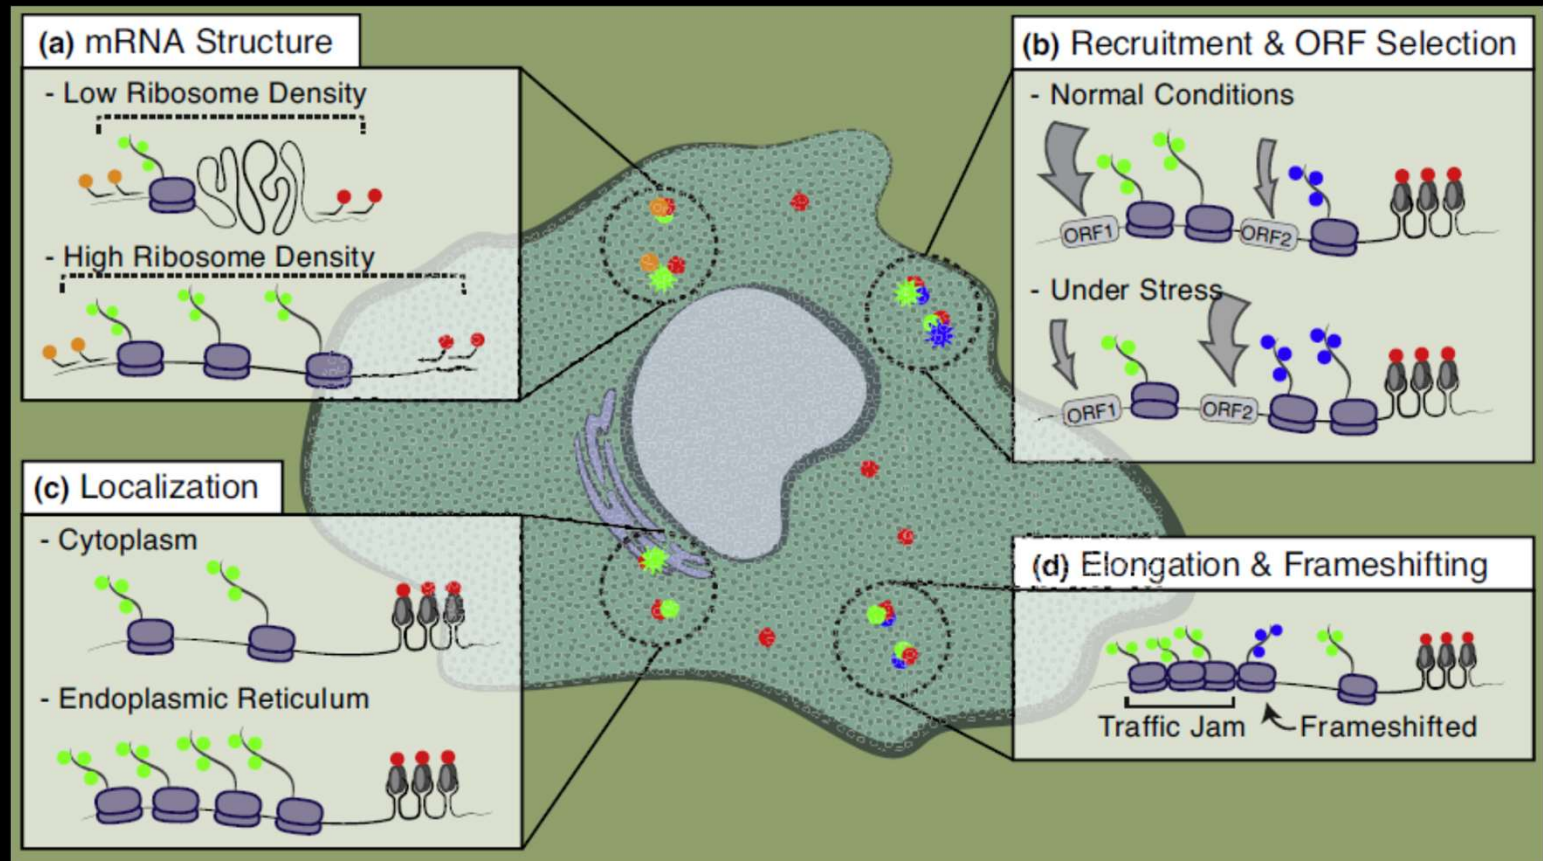 (a) mRNA Structure
- Low Ribosome Density
- High Ribosome Density
(b) Recruitment & ORF Selection
- Normal Conditions
ORF1
ORF2
- Under Stress
ORF1
ORF2
(c) Localization
- Cytoplasm
- Endoplasmic Reticulum
(d) Elongation & Frameshifting
Traffic Jam
Frameshifted